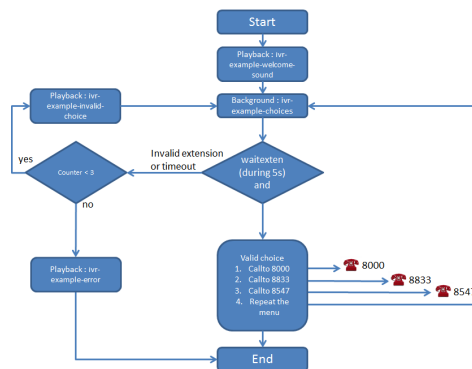 Start
Playback : ivr-
example-welcome-
sound
Playback : ivr-
example-invalid-
choice
Background : ivr-
example-choices
Invalid extension
or timeout
yes
Counter < 3
waitexten
(during 5s)
and
no
Playback : ivr-
example-error
Valid choice
1. Callto 8000
2. Callto 8833
3. Callto 8547
4. Repeat the
menu
8000
8833
8547
End